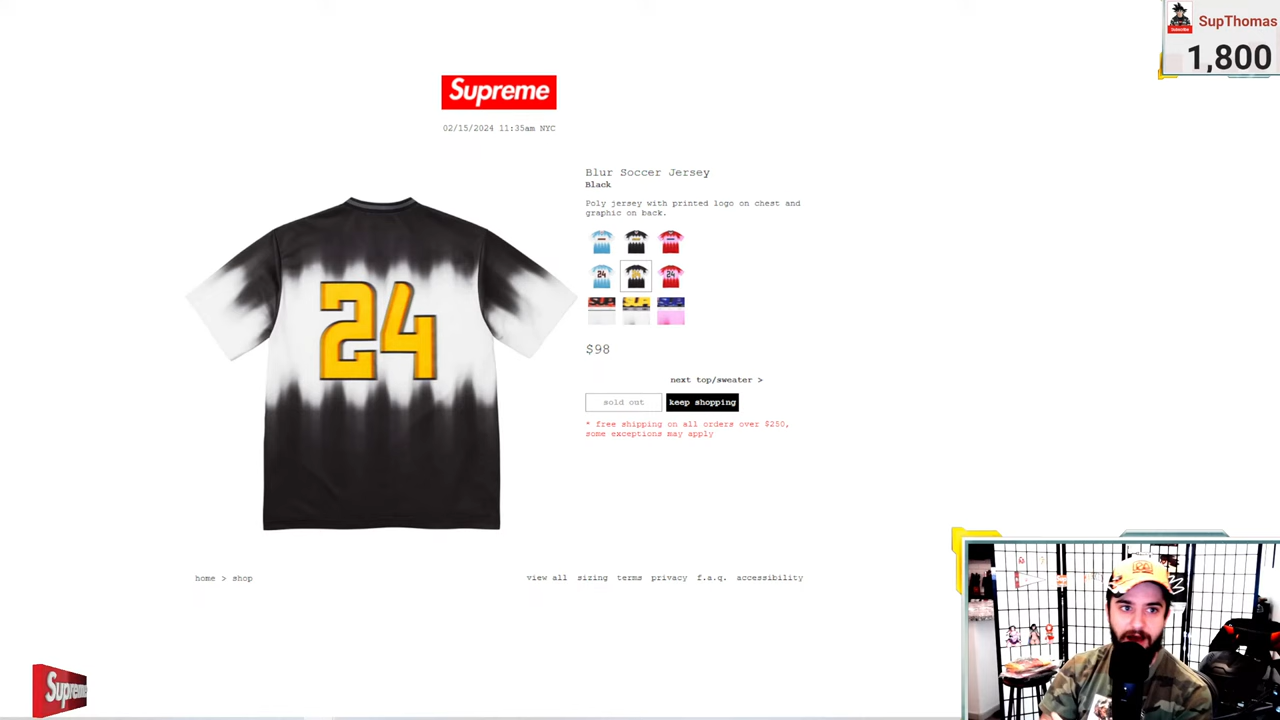 SupThomas
Subscribe
1,800
Supreme
02/15/2024 11:35am NYC
Blur Soccer Jersey
Black
Poly jersey with printed logo on chest and
graphic on back.
24
$98
next top/sweater >
sold out
keep shopping
* free shipping on all orders over $250,
some exceptions may apply
home > shop
view all sizing terms privacy f.a.q. accessibility
Supreme